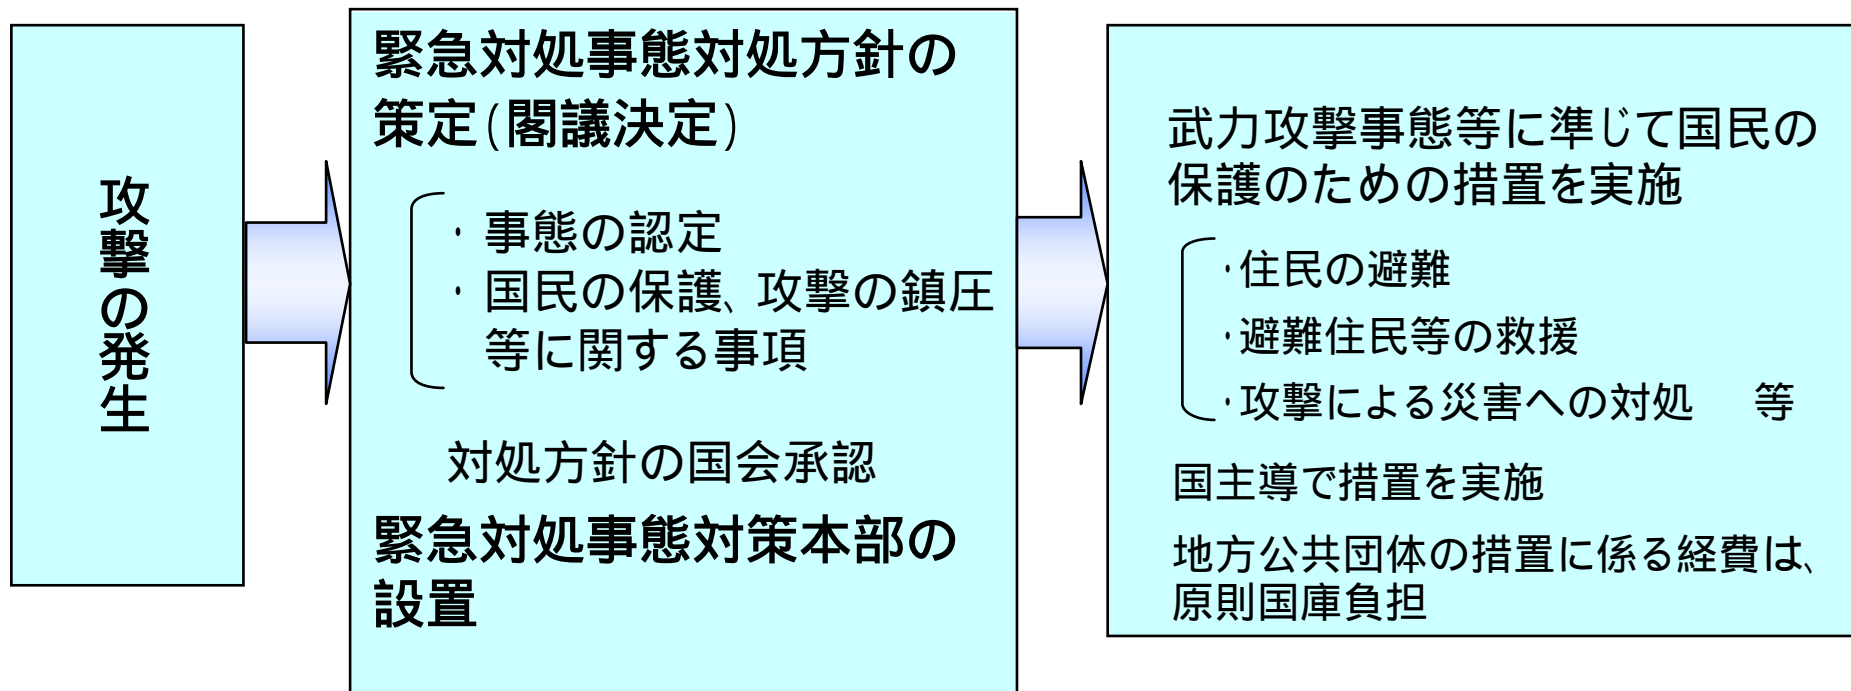 攻撃の発生
緊急対処事態対処方針の
策定(閣議決定)
・事態の認定
・国民の保護、攻撃の鎮圧
等に関する事項
対処方針の国会承認
緊急対処事態対策本部の
設置
武力攻撃事態等に準じて国民の
保護のための措置を実施
・住民の避難
・避難住民等の救援
・攻撃による災害への対処 等
国主導で措置を実施
地方公共団体の措置に係る経費は、
原則国庫負担